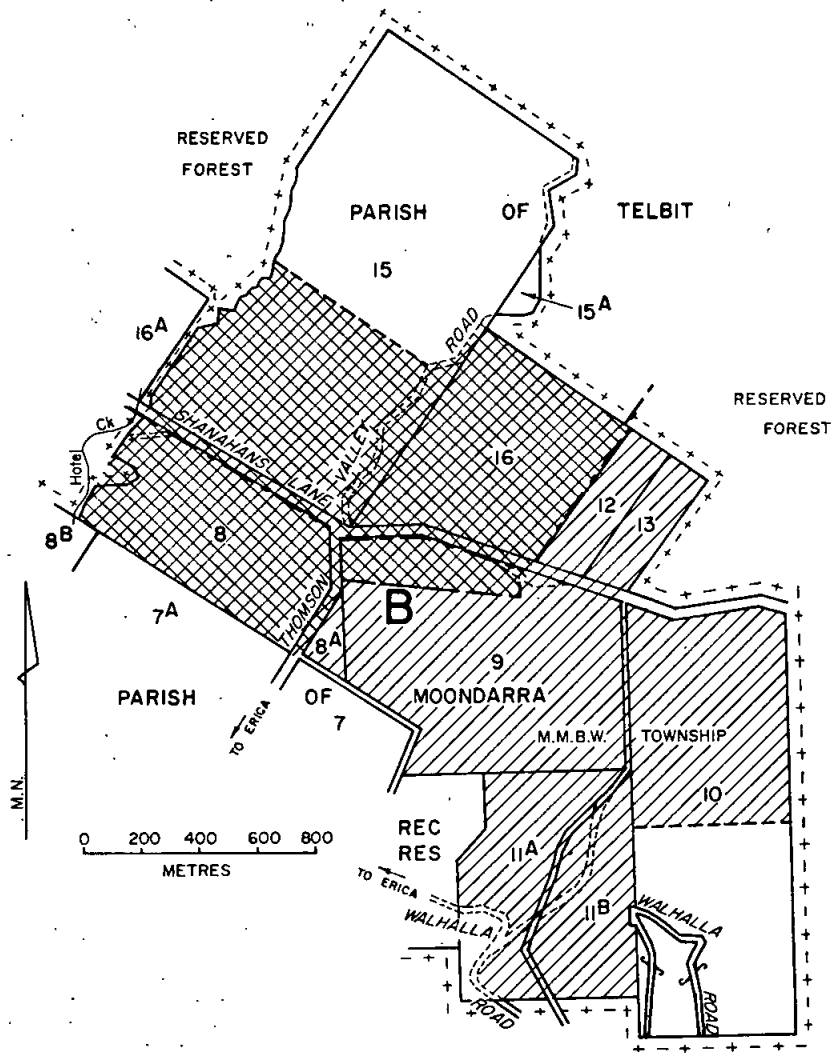 RESERVED
FOREST
PARISH OF TELBIT
15
15A
16A
ROAD
VALLEY
THOMSON
SHANAHANS LANE
RESERVED
FOREST
Hotel Ck
16
12
13
8
8B
7A
B
8A
9
PARISH OF MOONDARRA
7
TO ERICA
M.M.B.W. TOWNSHIP
10
M.N.
0 200 400 600 800
METRES
REC
RES
11A
TO ERICA
WALHALLA
ROAD
11B
WALHALLA
ROAD